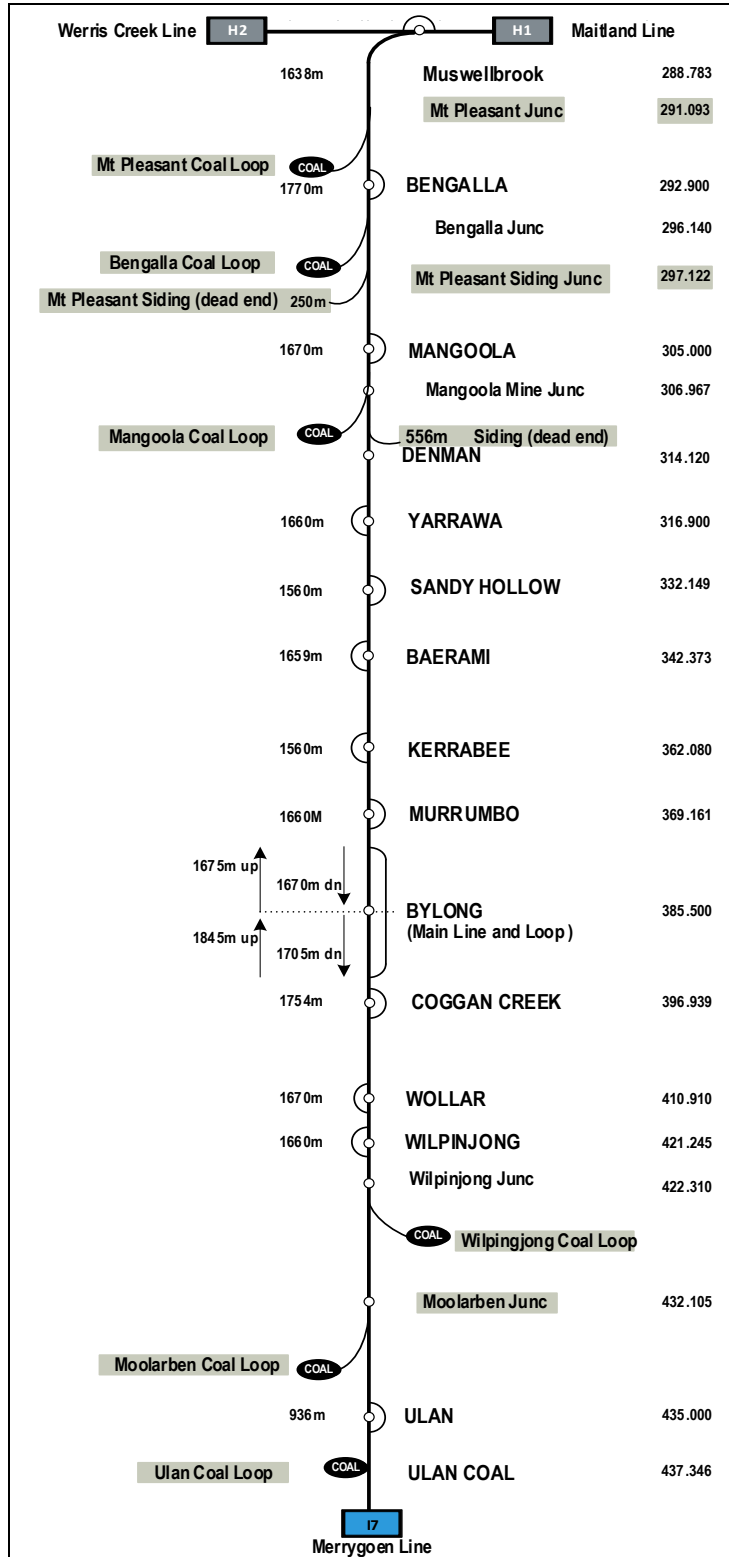 Werris Creek Line H2 H1 Maitland Line
1638m Muswellbrook 288.783
Mt Pleasant Junc 291.093
Mt Pleasant Coal Loop COAL
1770m BENGALLA 292.900
Bengalla Junc 296.140
Bengalla Coal Loop COAL
Mt Pleasant Siding Junc 297.122
Mt Pleasant Siding (dead end) 250m
1670m MANGOOLA 305.000
Mangoola Mine Junc 306.967
Mangoola Coal Loop COAL 556m Siding (dead end)
DENMAN 314.120
1660m YARRAWA 316.900
1560m SANDY HOLLOW 332.149
1659m BAERAMI 342.373
1560m KERRABEE 362.080
1660M MURRUMBO 369.161
1675m up 1670m dn
BYLONG 385.500
(Main Line and Loop)
1845m up 1705m dn
1754m COGGAN CREEK 396.939
1670m WOLLAR 410.910
1660m WILPINJONG 421.245
Wilpinjong Junc 422.310
COAL Wilpingjong Coal Loop
Moolarben Junc 432.105
Moolarben Coal Loop COAL
936m ULAN 435.000
Ulan Coal Loop COAL ULAN COAL 437.346
I7
Merrygoen Line